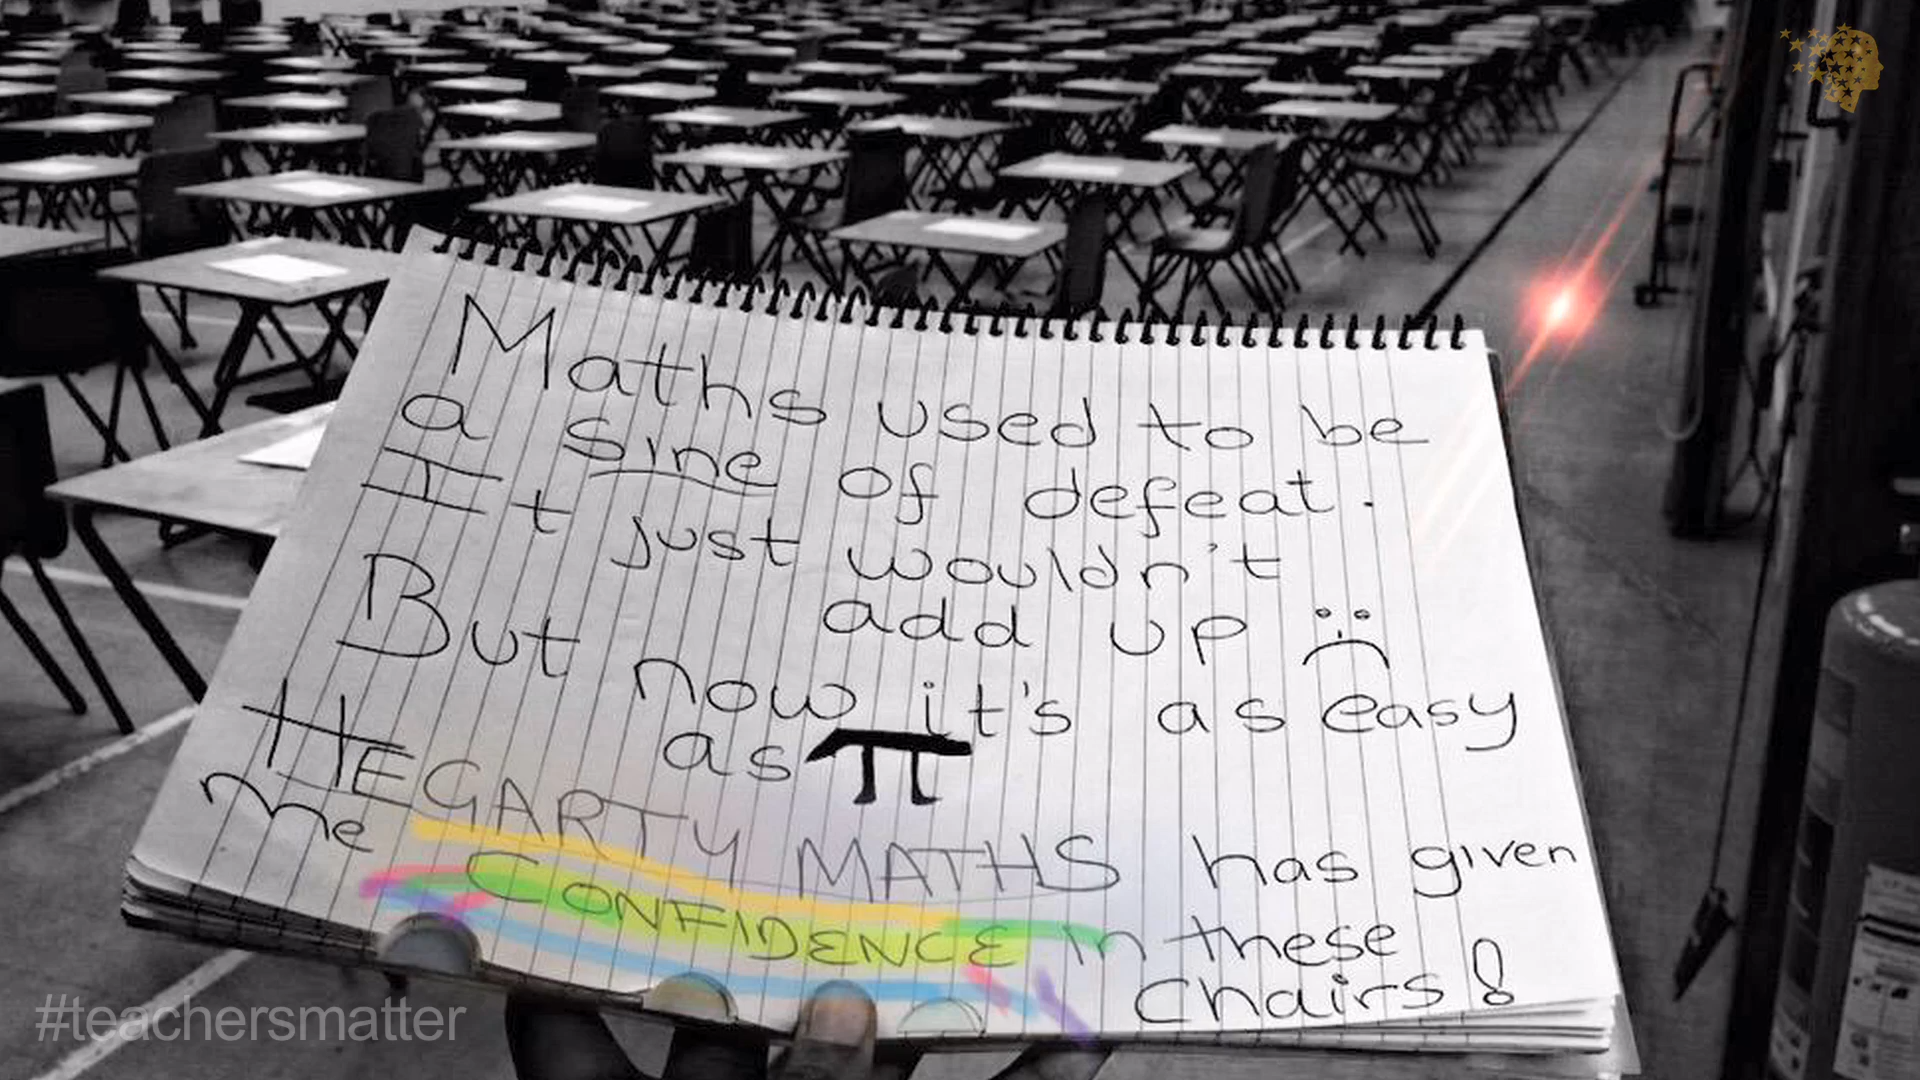 Maths used to be
a sine of defeat.
It just wouldn't
add up
But now it's as easy
as π
HEGARTY MATHS has given
me
CONFIDENCE in these
Chairs!
#teachersmatter